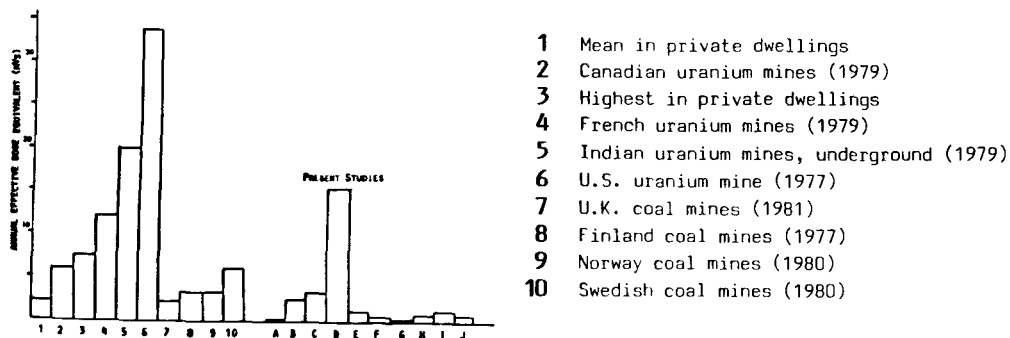 ANNUAL EFFECTIVE DOSE EQUIVALENT (mSv)
PRESENT STUDIES
1 2 3 4 5 6 7 8 9 10 A B C D E F G H I J
1 Mean in private dwellings
2 Canadian uranium mines (1979)
3 Highest in private dwellings
4 French uranium mines (1979)
5 Indian uranium mines, underground (1979)
6 U.S. uranium mine (1977)
7 U.K. coal mines (1981)
8 Finland coal mines (1977)
9 Norway coal mines (1980)
10 Swedish coal mines (1980)